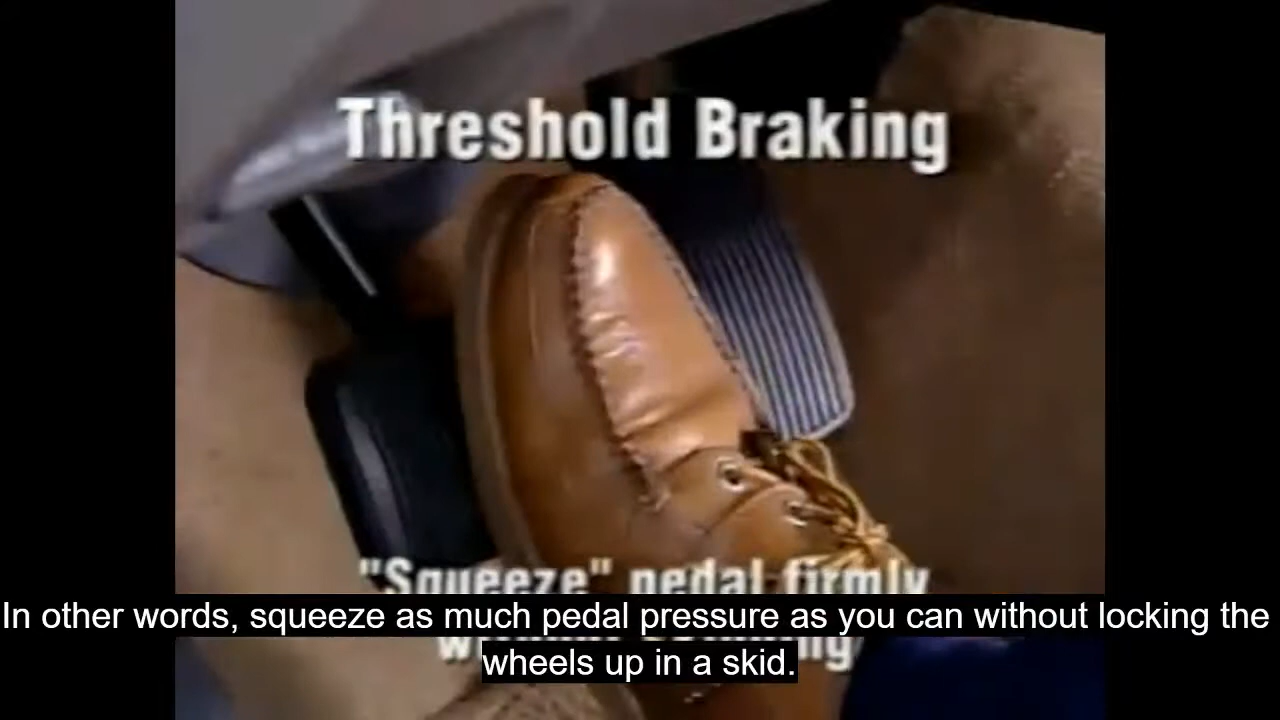 Threshold Braking
"Squeeze" pedal firmly
In other words, squeeze as much pedal pressure as you can without locking the
wheels up in a skid.